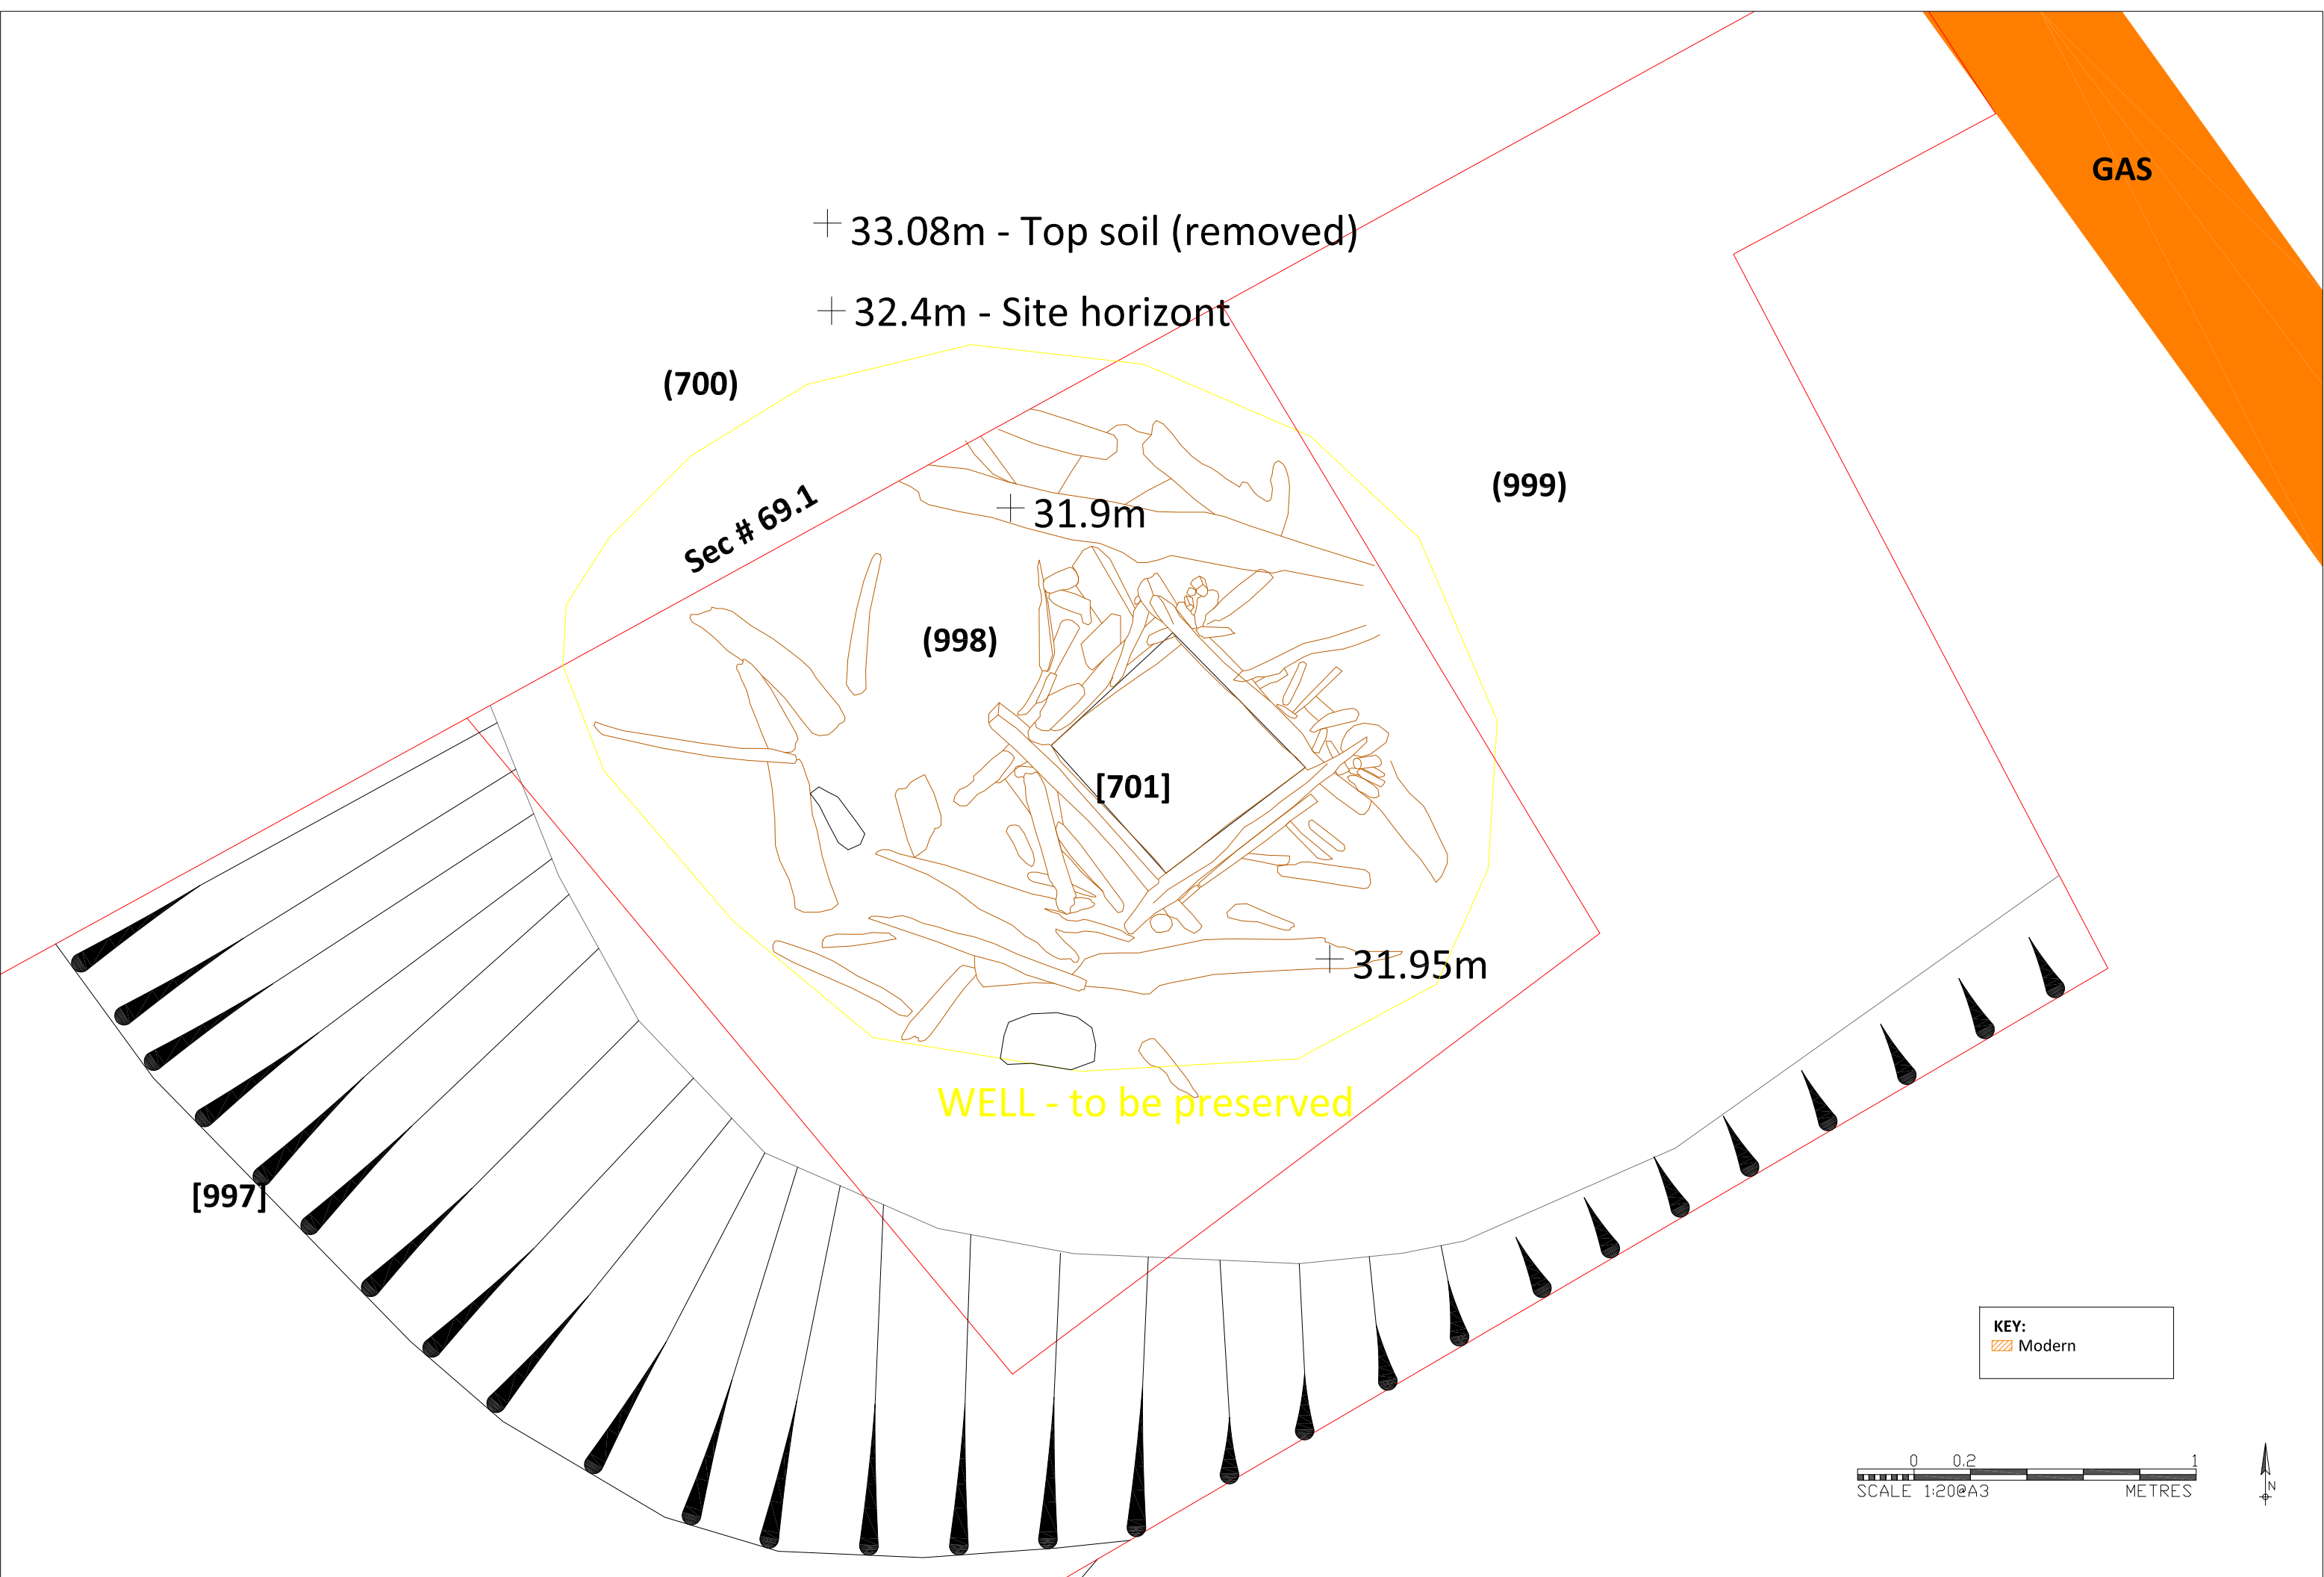 GAS
33.08m - Top soil (removed)
32.4m - Site horizont
(700)
(999)
Sec # 69.1
31.9m
(998)
[701]
31.95m
WELL - to be preserved
[997]
KEY:
Modern
0 0.2 1
SCALE 1:20@A3 METRES
N